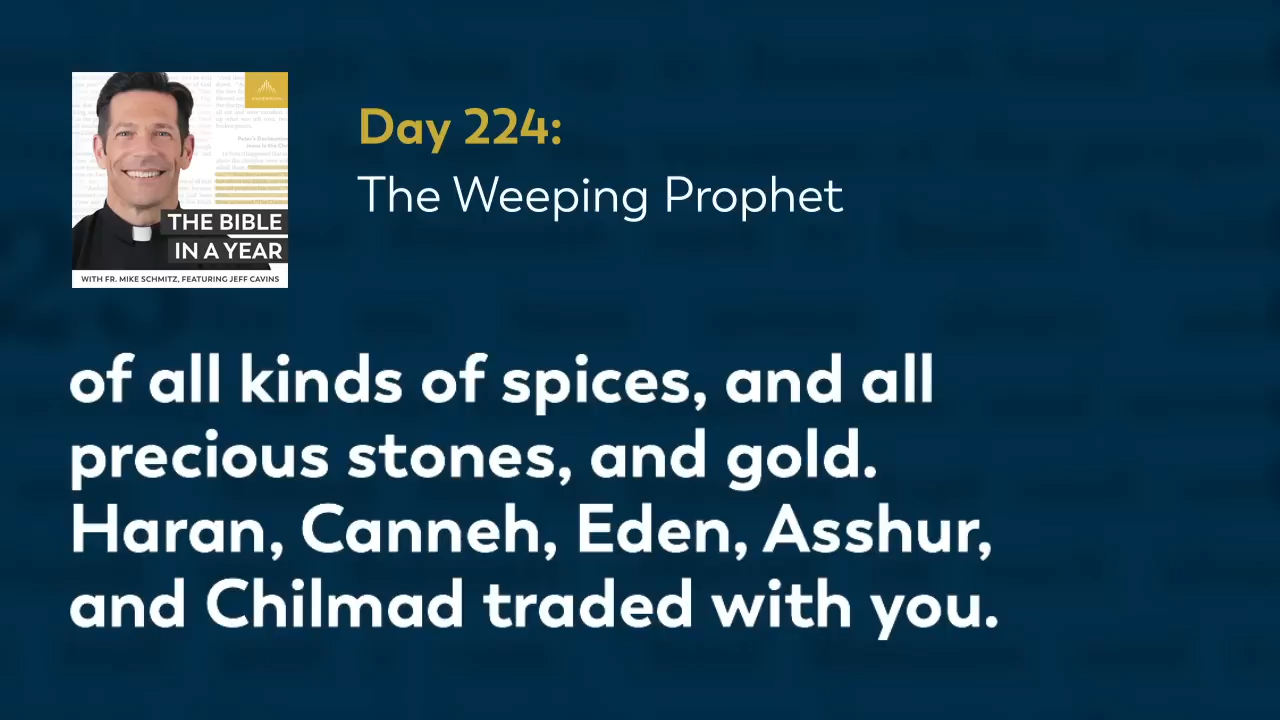 Day 224:
The Weeping Prophet
THE BIBLE
IN A YEAR
WITH FR. MIKE SCHMITZ, FEATURING JEFF CAVINS
of all kinds of spices, and all
precious stones, and gold.
Haran, Canneh, Eden, Asshur,
and Chilmad traded with you.